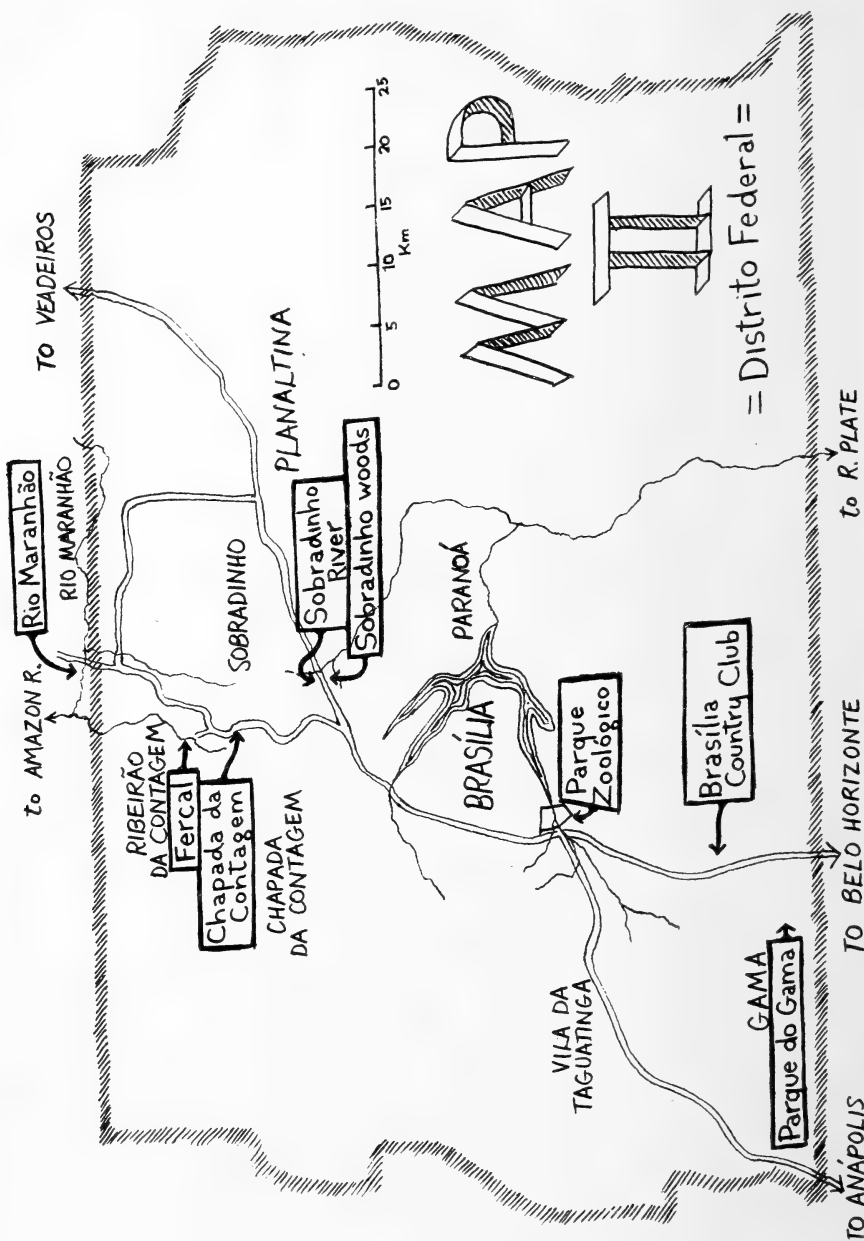 to AMAZON R.
Rio Maranhão
RIO MARANHÃO
TO VEADEIROS
RIBEIRÃO
DA CONTAGEM
Fercal
Chapada da
Contagem
CHAPADA
DA CONTAGEM
SOBRADINHO
PLANALTINA
Sobradinho
River
Sobradinho woods
0 5 10 15 20 25
Km
BRASÍLIA
PARANOÁ
Parque
Zoológico
MAP
II
= Distrito Federal =
VILA DA
TAGUATINGA
Brasília
Country Club
GAMA
Parque do Gama
TO ANÁPOLIS
TO BELO HORIZONTE
to R. PLATE